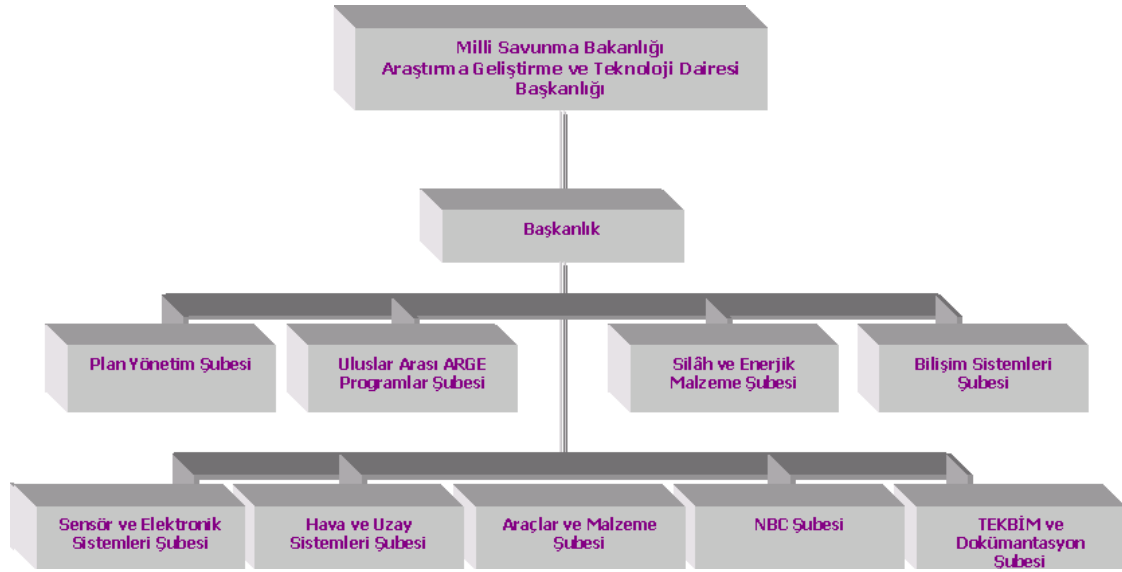 Milli Savunma Bakanlığı
Araştırma Geliştirme ve Teknoloji Dairesi
Başkanlığı
Başkanlık
Plan Yönetim Şubesi
Uluslar Arası ARGE
Programlar Şubesi
Silâh ve Enerjik
Malzeme Şubesi
Bilişim Sistemleri
Şubesi
Sensör ve Elektronik
Sistemleri Şubesi
Hava ve Uzay
Sistemleri Şubesi
Araçlar ve Malzeme
Şubesi
NBC Şubesi
TEKBİM ve
Dokümantasyon
Şubesi